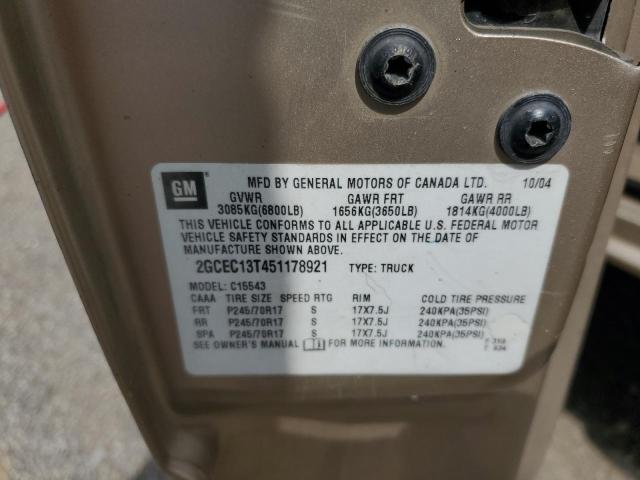 GM
MFD BY GENERAL MOTORS OF CANADA LTD. 10/04
GVWR GAWR FRT GAWR RR
3085KG(6800LB) 1656KG(3650LB) 1814KG(4000LB)
THIS VEHICLE CONFORMS TO ALL APPLICABLE U.S. FEDERAL MOTOR
VEHICLE SAFETY STANDARDS IN EFFECT ON THE DATE OF
MANUFACTURE SHOWN ABOVE.
2GCEC13T451178921 TYPE: TRUCK
MODEL: C15543
CAAA TIRE SIZE SPEED RTG RIM COLD TIRE PRESSURE
FRT P245/70R17 S 17X7.5J 240KPA(35PSI)
RR P245/70R17 S 17X7.5J 240KPA(35PSI)
SPA P245/70R17 S 17X7.5J 240KPA(35PSI)
SEE OWNER'S MANUAL FOR MORE INFORMATION.